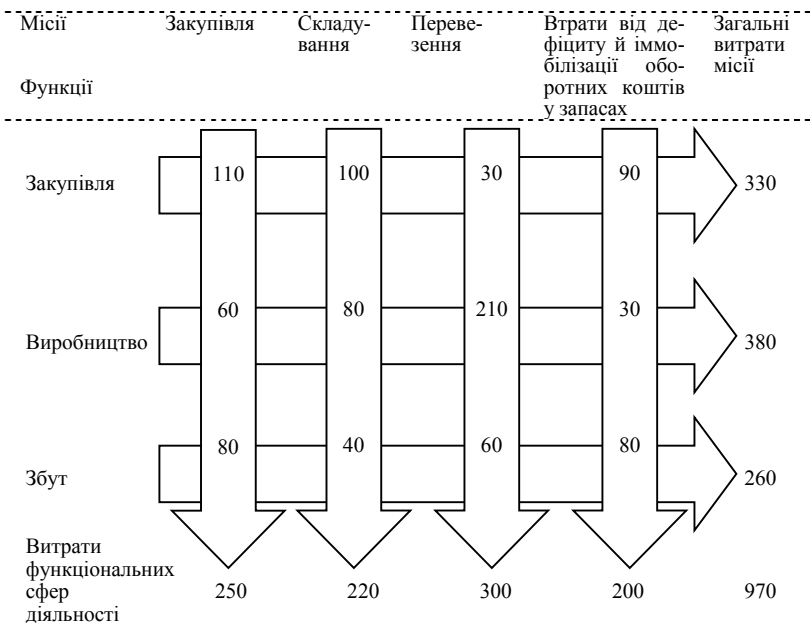 Місії Закупівля Складу- Переве- Втрати від де- Загальні
вання зення фіциту й іммо- витрати
білізації обо- місії
Функції ротних коштів
у запасах
Закупівля 110 100 30 90 330
60 80 210 30
Виробництво 380
80 40 60 80
Збут 260
Витрати
функціональних
сфер 250 220 300 200 970
діяльності